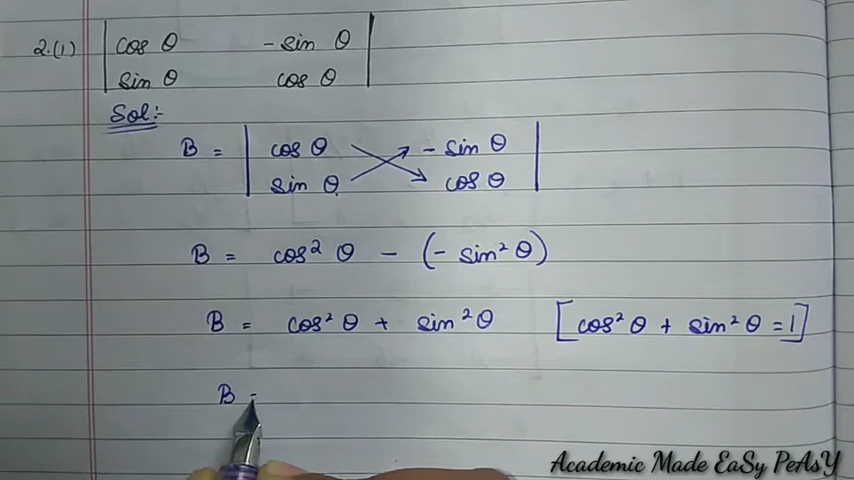 2.(1) | cos θ - sin θ |
| sin θ cos θ |
Sol:-
B = | cos θ - sin θ |
| sin θ cos θ |
B = cos² θ - (- sin² θ)
B = cos² θ + sin² θ [cos² θ + sin² θ = 1]
B =
Academic Made EaSy PeAsY